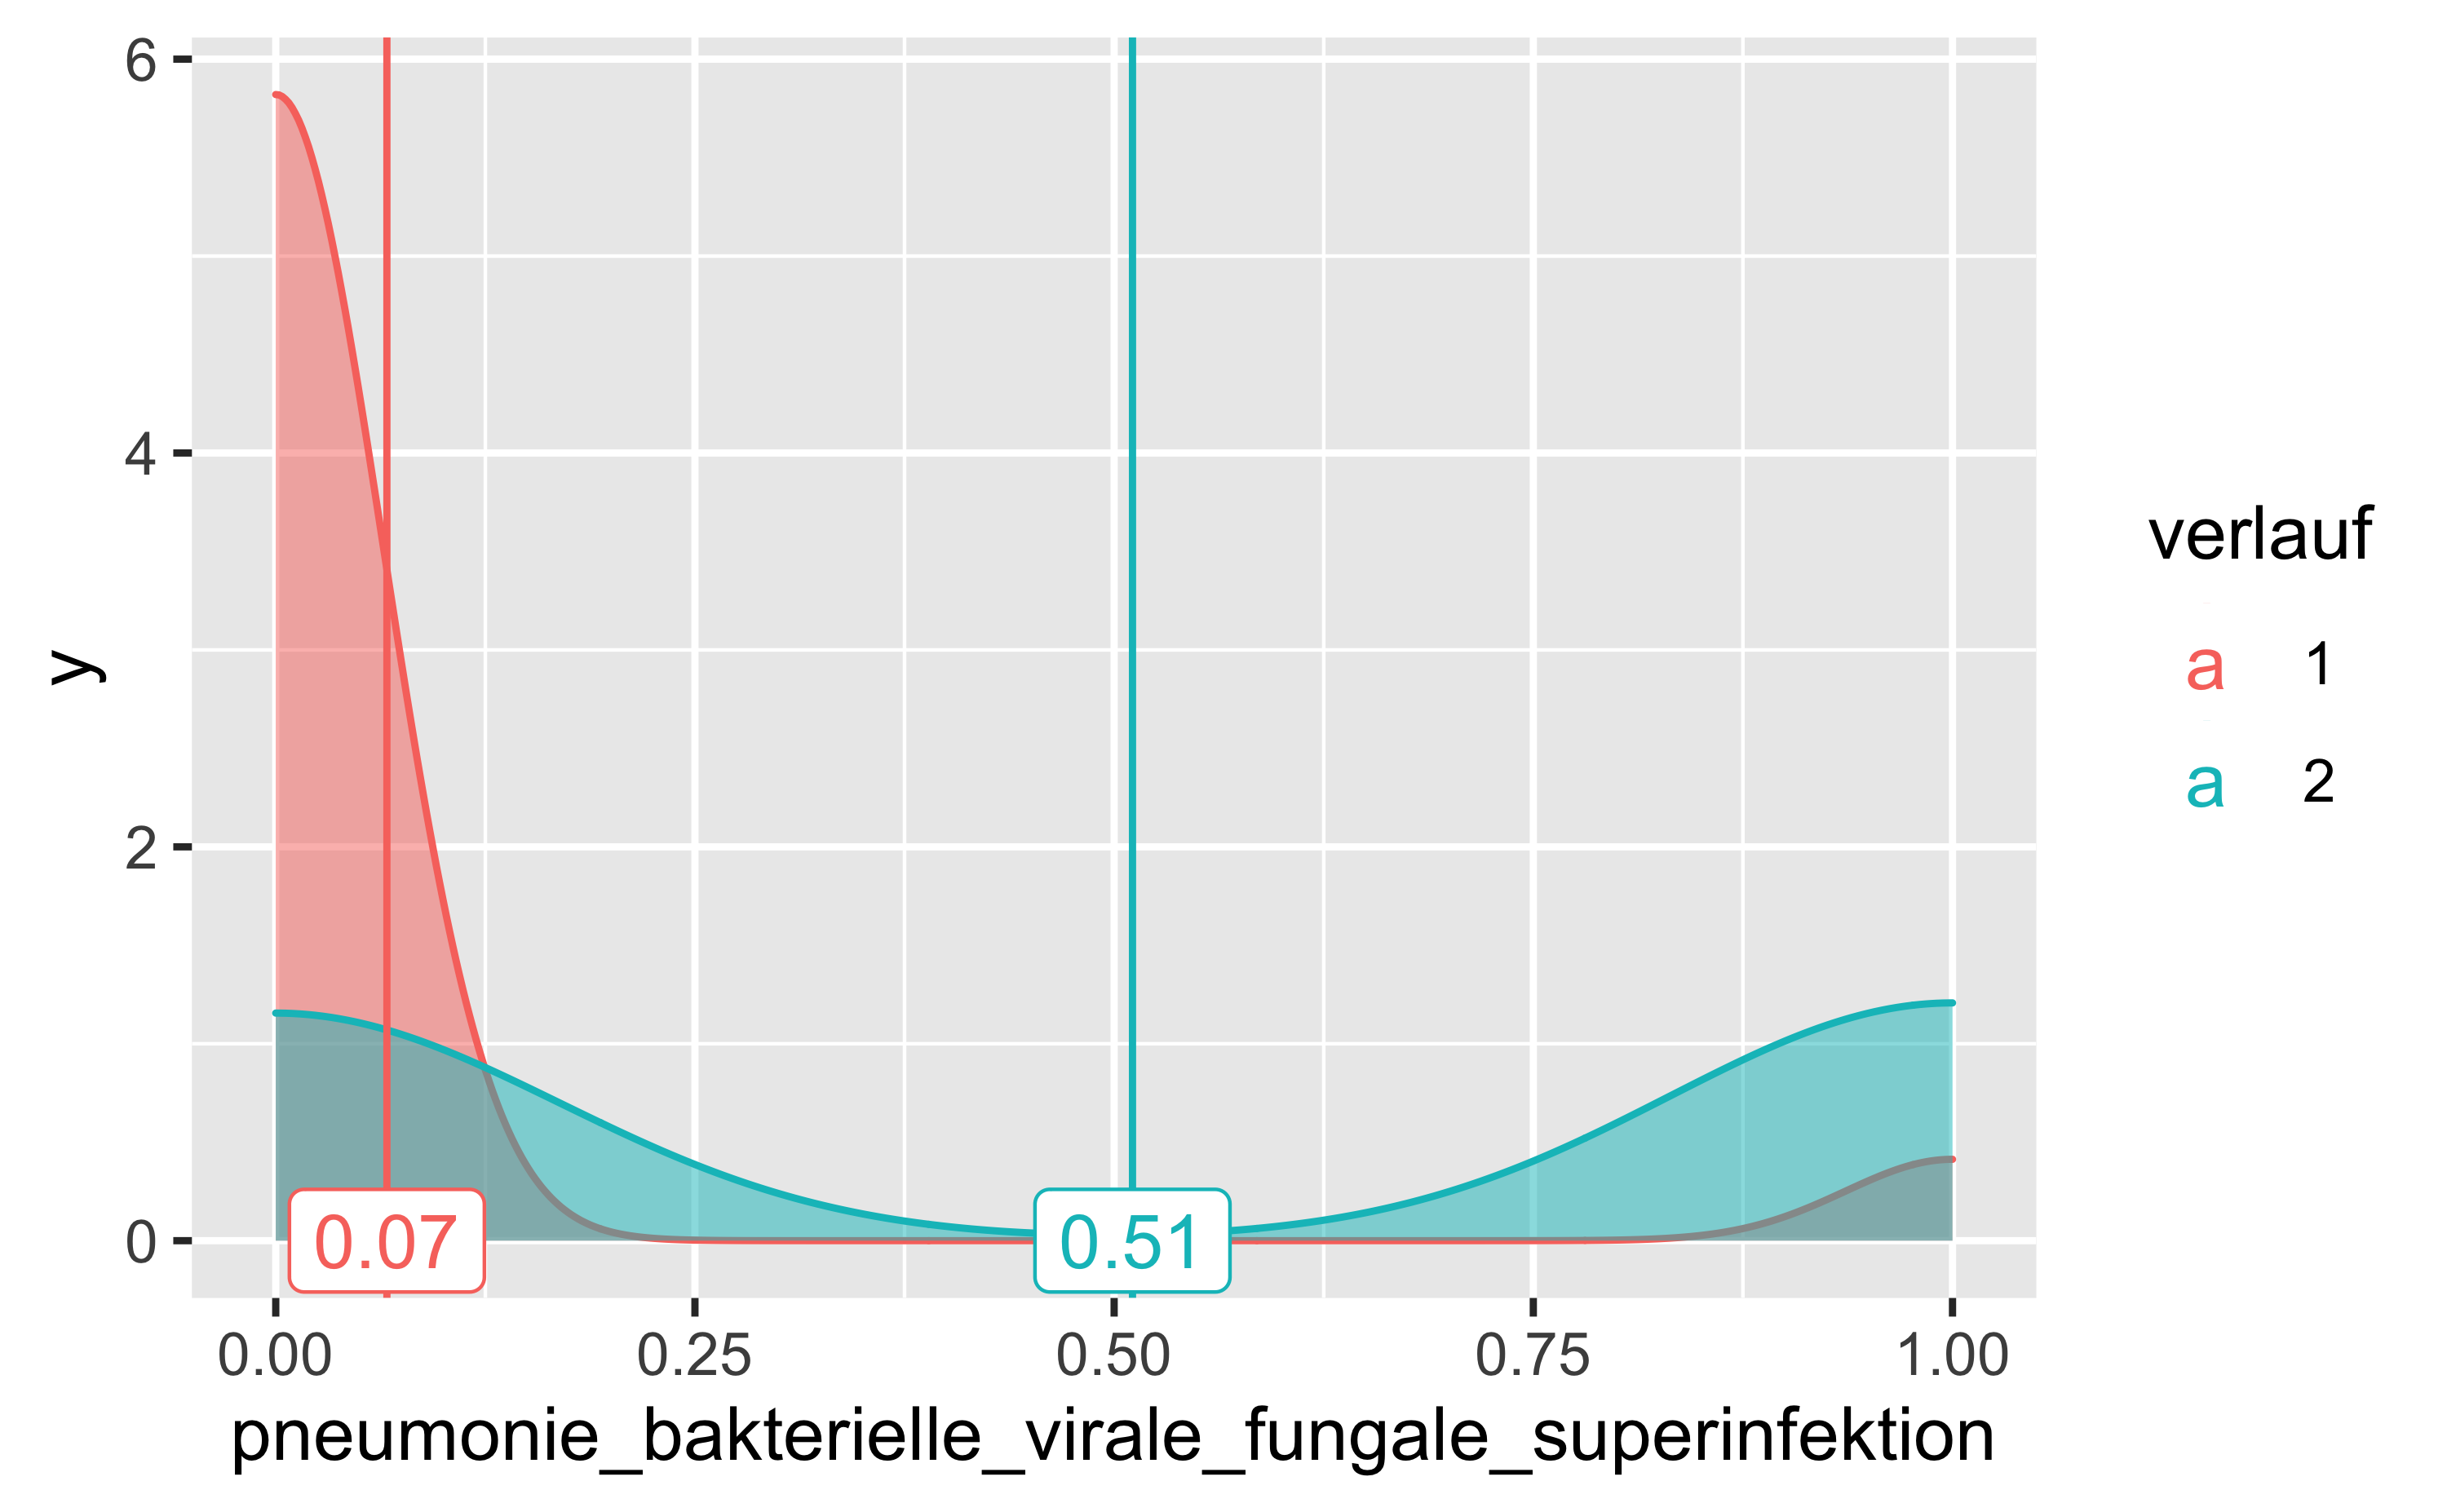 6
4
2
0
y
0.07
0.51
0.00 0.25 0.50 0.75 1.00
pneumonie_bakterielle_virale_fungale_superinfektion
verlauf
a 1
a 2